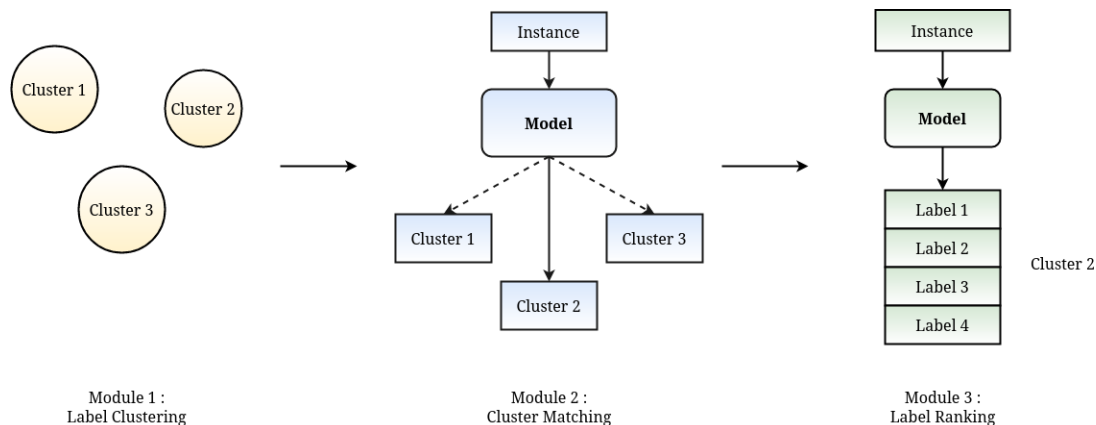 Cluster 1
Cluster 2
Cluster 3
Module 1 :
Label Clustering
Instance
Model
Cluster 1
Cluster 3
Cluster 2
Module 2 :
Cluster Matching
Instance
Model
Label 1
Label 2
Label 3
Label 4
Cluster 2
Module 3 :
Label Ranking